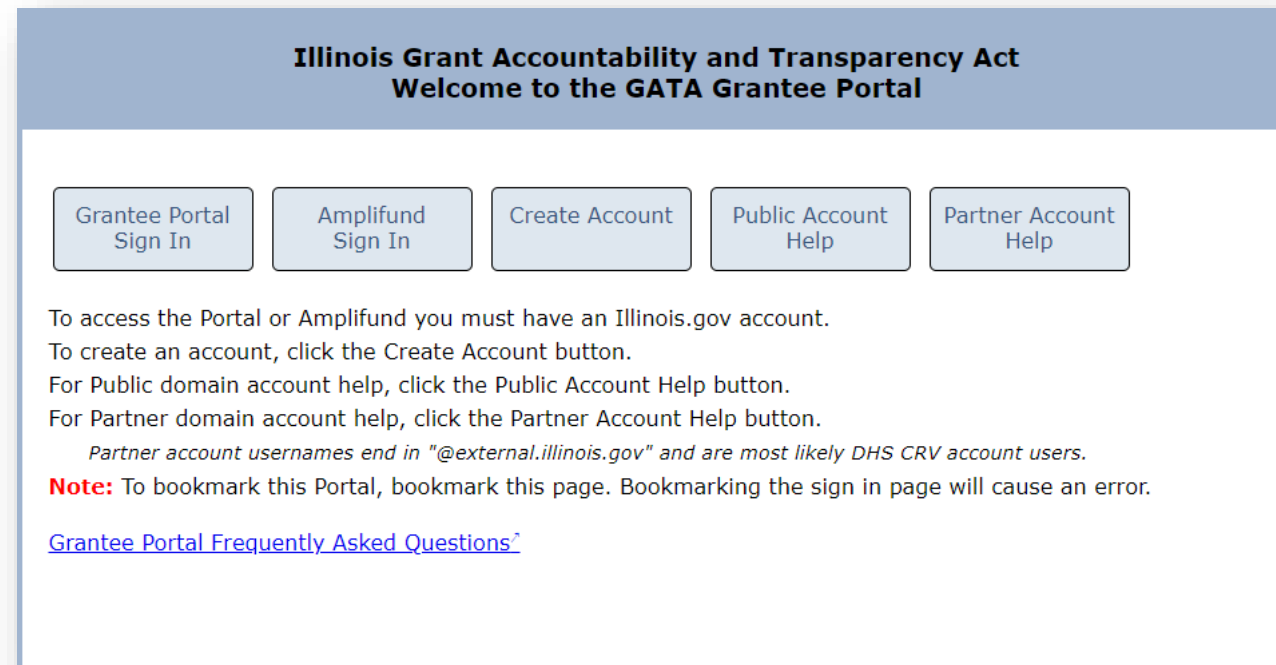 Illinois Grant Accountability and Transparency Act
Welcome to the GATA Grantee Portal
Grantee Portal
Sign In
Amplifund
Sign In
Create Account
Public Account
Help
Partner Account
Help
To access the Portal or Amplifund you must have an Illinois.gov account.
To create an account, click the Create Account button.
For Public domain account help, click the Public Account Help button.
For Partner domain account help, click the Partner Account Help button.
Partner account usernames end in "@external.illinois.gov" and are most likely DHS CRV account users.
Note: To bookmark this Portal, bookmark this page. Bookmarking the sign in page will cause an error.
Grantee Portal Frequently Asked Questions